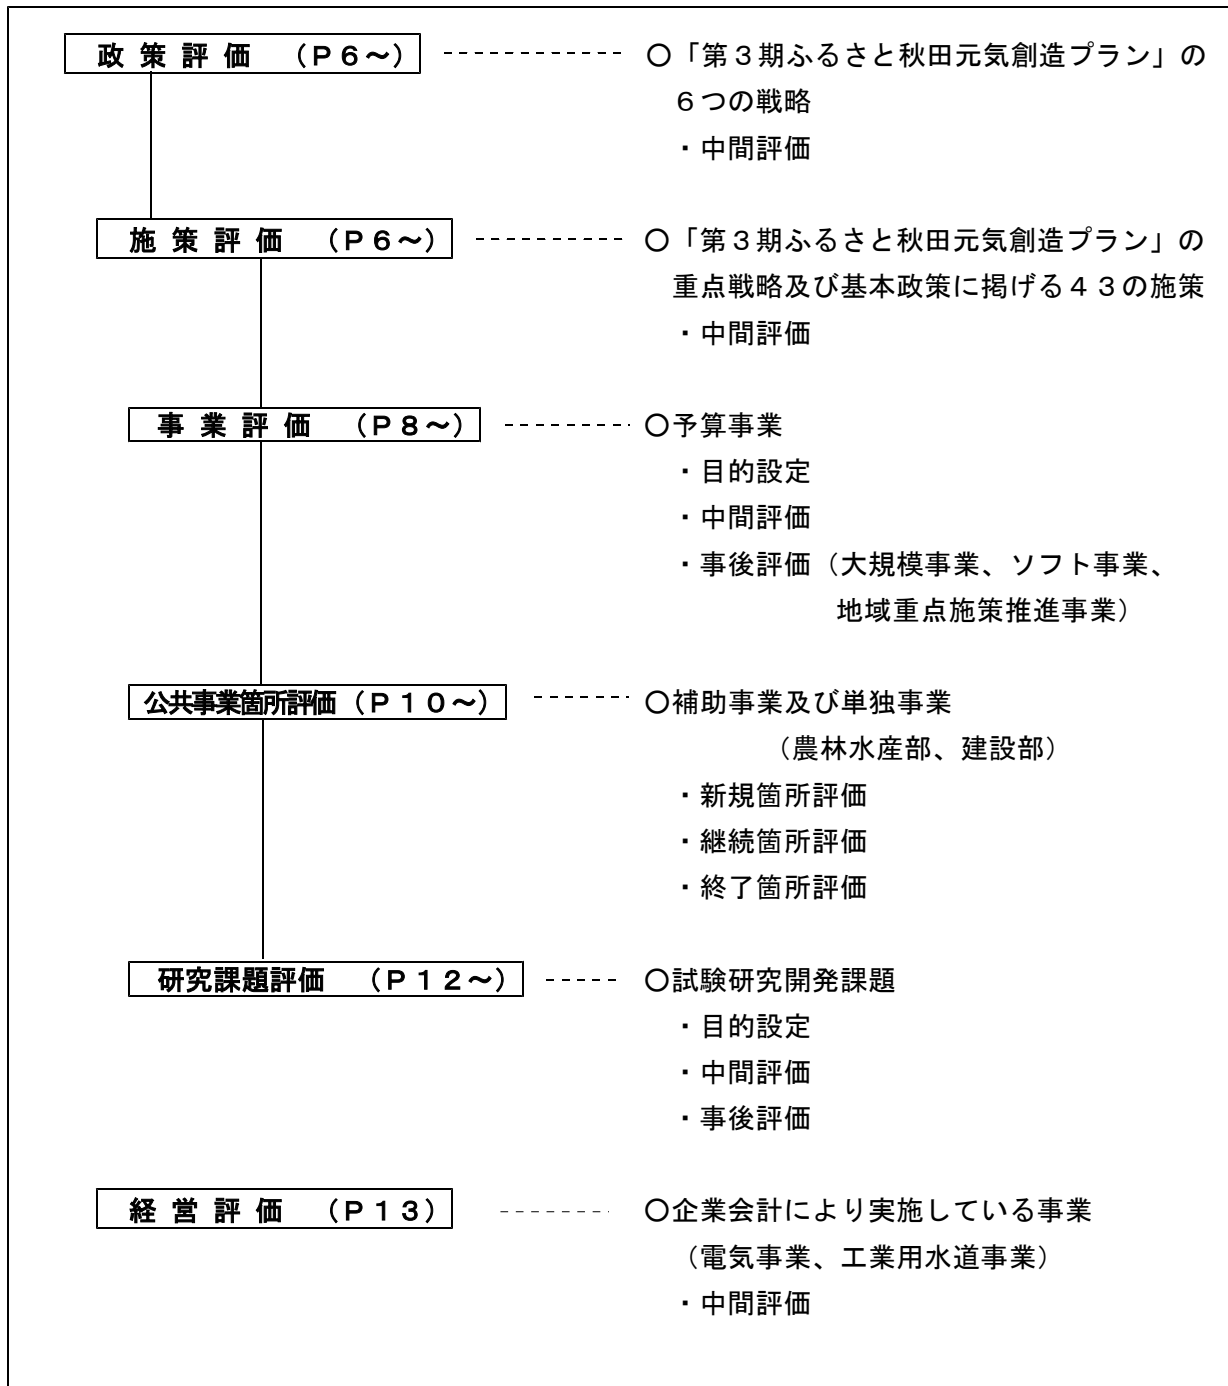 政策評価 （Ｐ６～） ○「第３期ふるさと秋田元気創造プラン」の
６つの戦略
・中間評価
施策評価 （Ｐ６～） ○「第３期ふるさと秋田元気創造プラン」の
重点戦略及び基本政策に掲げる４３の施策
・中間評価
事業評価 （Ｐ８～） ○予算事業
・目的設定
・中間評価
・事後評価（大規模事業、ソフト事業、
地域重点施策推進事業）
公共事業箇所評価（Ｐ１０～） ○補助事業及び単独事業
（農林水産部、建設部）
・新規箇所評価
・継続箇所評価
・終了箇所評価
研究課題評価 （Ｐ１２～） ○試験研究開発課題
・目的設定
・中間評価
・事後評価
経営評価 （Ｐ１３） ○企業会計により実施している事業
（電気事業、工業用水道事業）
・中間評価